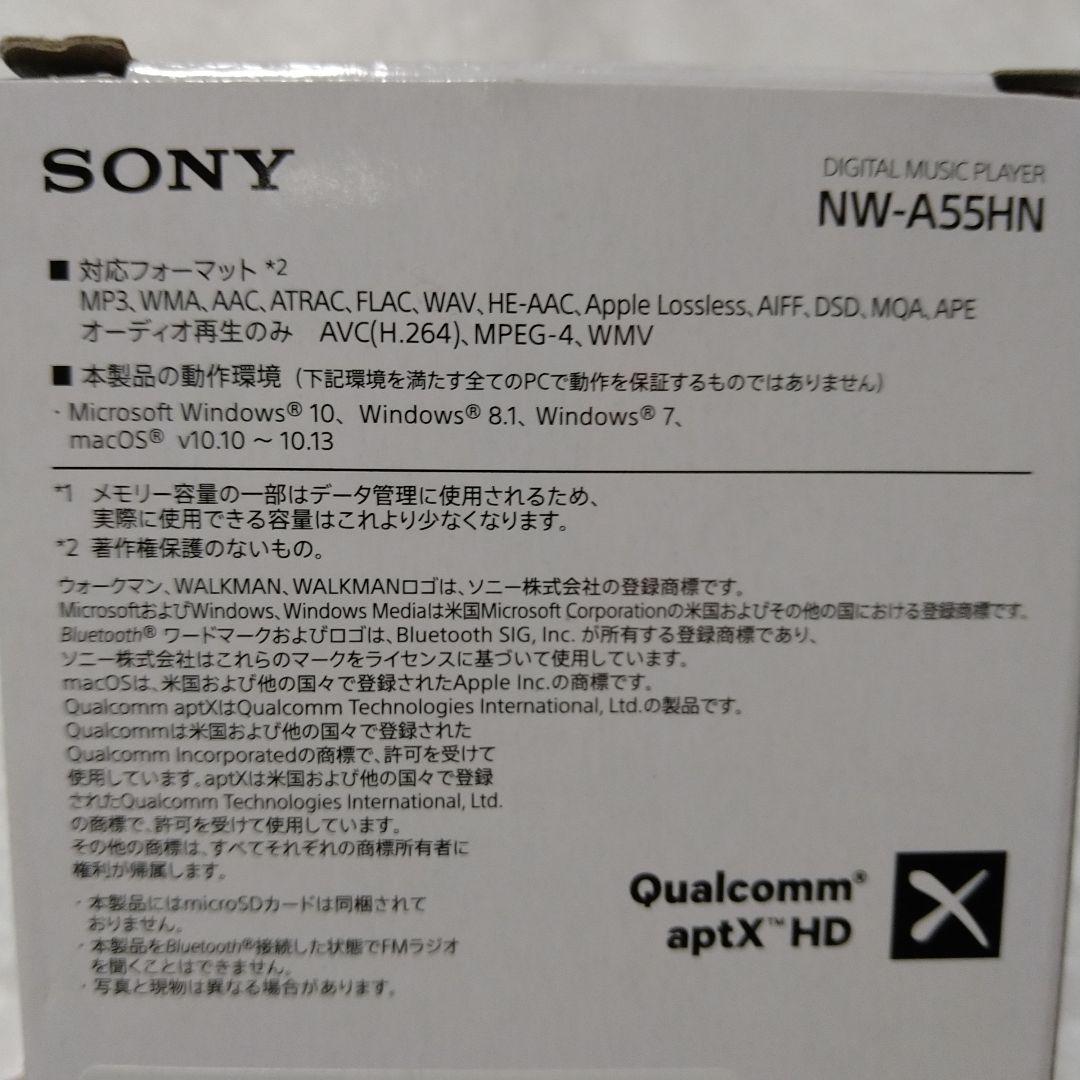 SONY
DIGITAL MUSIC PLAYER
NW-A55HN
■ 対応フォーマット *2
MP3、WMA、AAC、ATRAC、FLAC、WAV、HE-AAC、Apple Lossless、AIFF、DSD、MQA、APE
オーディオ再生のみ　AVC(H.264)、MPEG-4、WMV
■ 本製品の動作環境（下記環境を満たす全てのPCで動作を保証するものではありません）
・Microsoft Windows® 10、Windows® 8.1、Windows® 7、
macOS® v10.10 ～ 10.13
*1 メモリー容量の一部はデータ管理に使用されるため、
実際に使用できる容量はこれより少なくなります。
*2 著作権保護のないもの。
ウォークマン、WALKMAN、WALKMANロゴは、ソニー株式会社の登録商標です。
MicrosoftおよびWindows、Windows Mediaは米国Microsoft Corporationの米国およびその他の国における登録商標です。
Bluetooth® ワードマークおよびロゴは、Bluetooth SIG, Inc. が所有する登録商標であり、
ソニー株式会社はこれらのマークをライセンスに基づいて使用しています。
macOSは、米国および他の国々で登録されたApple Inc.の商標です。
Qualcomm aptXはQualcomm Technologies International, Ltd.の製品です。
Qualcommは米国および他の国々で登録された
Qualcomm Incorporatedの商標で、許可を受けて
使用しています。aptXは米国および他の国々で登録
されたQualcomm Technologies International, Ltd.
の商標で、許可を受けて使用しています。
その他の商標は、すべてそれぞれの商標所有者に
権利が帰属します。
・本製品にはmicroSDカードは同梱されて
おりません。
・本製品をBluetooth®接続した状態でFMラジオ
を聞くことはできません。
・写真と現物は異なる場合があります。
Qualcomm®
aptX™ HD